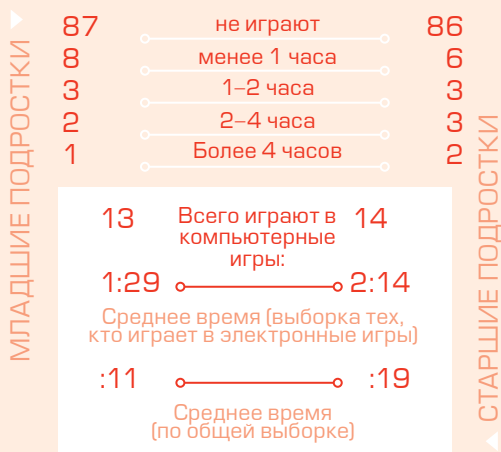 МЛАДШИЕ ПОДРОСТКИ
87 не играют 86
8 менее 1 часа 6
3 1–2 часа 3
2 2–4 часа 3
1 Более 4 часов 2
13 Всего играют в 14
компьютерные
игры:
1:29 2:14
Среднее время (выборка тех,
кто играет в электронные игры)
:11 :19
Среднее время
(по общей выборке)
СТАРШИЕ ПОДРОСТКИ